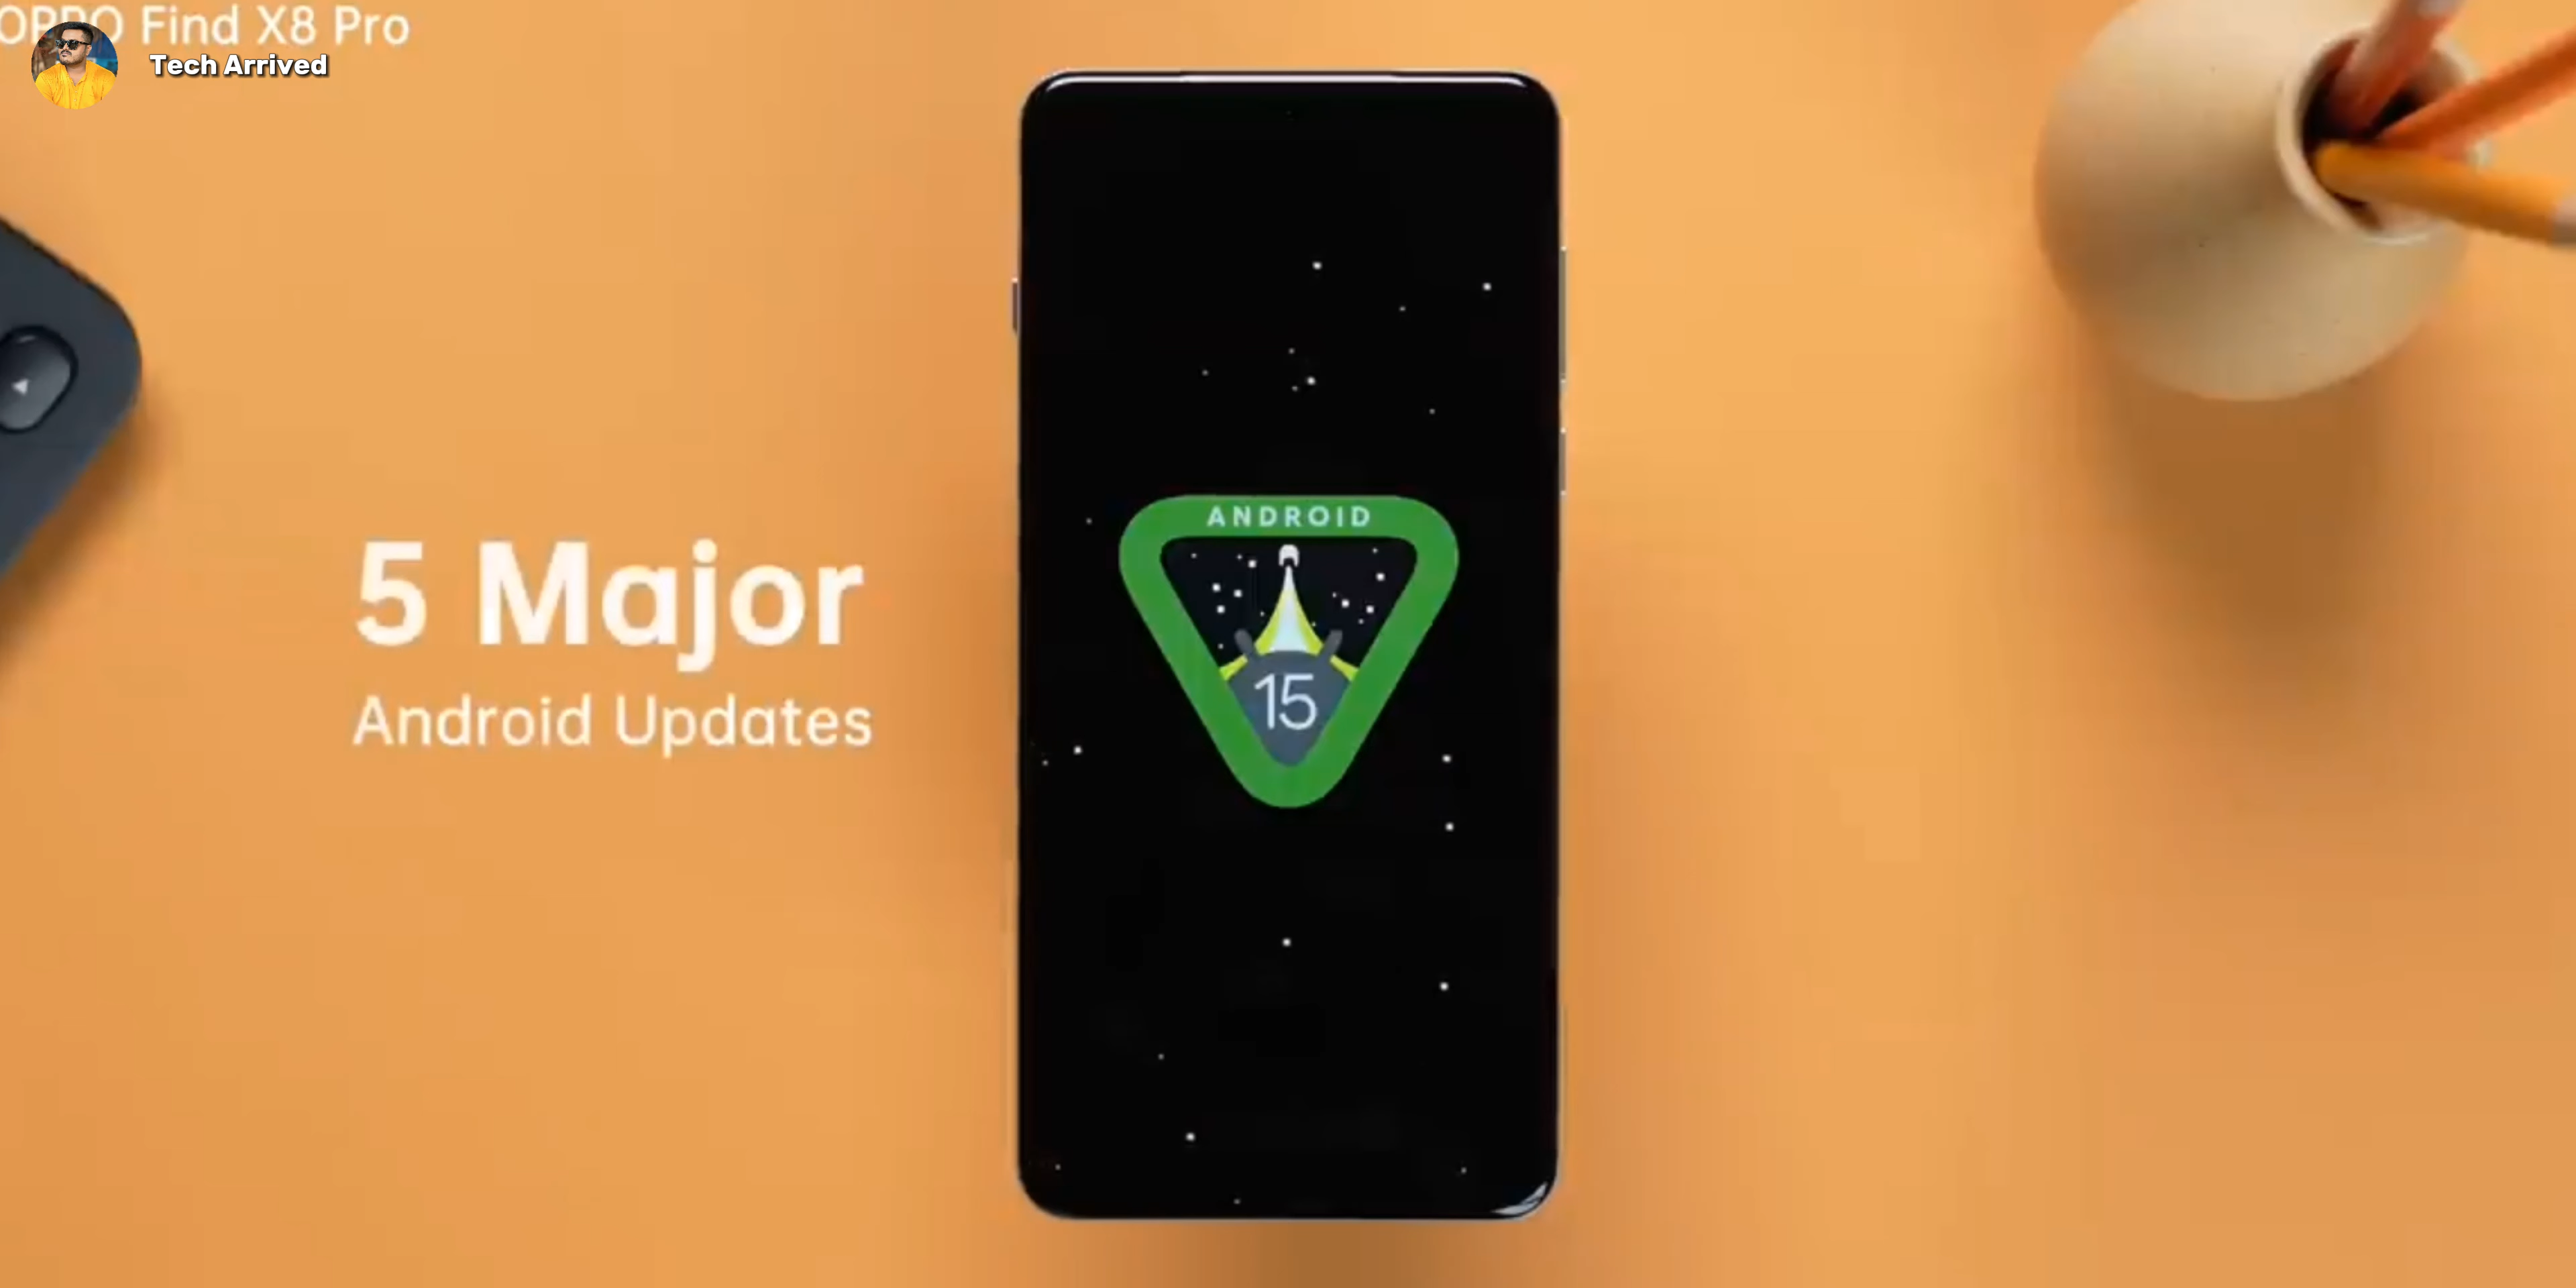 OPPO Find X8 Pro
Tech Arrived
5 Major
Android Updates
ANDROID
15